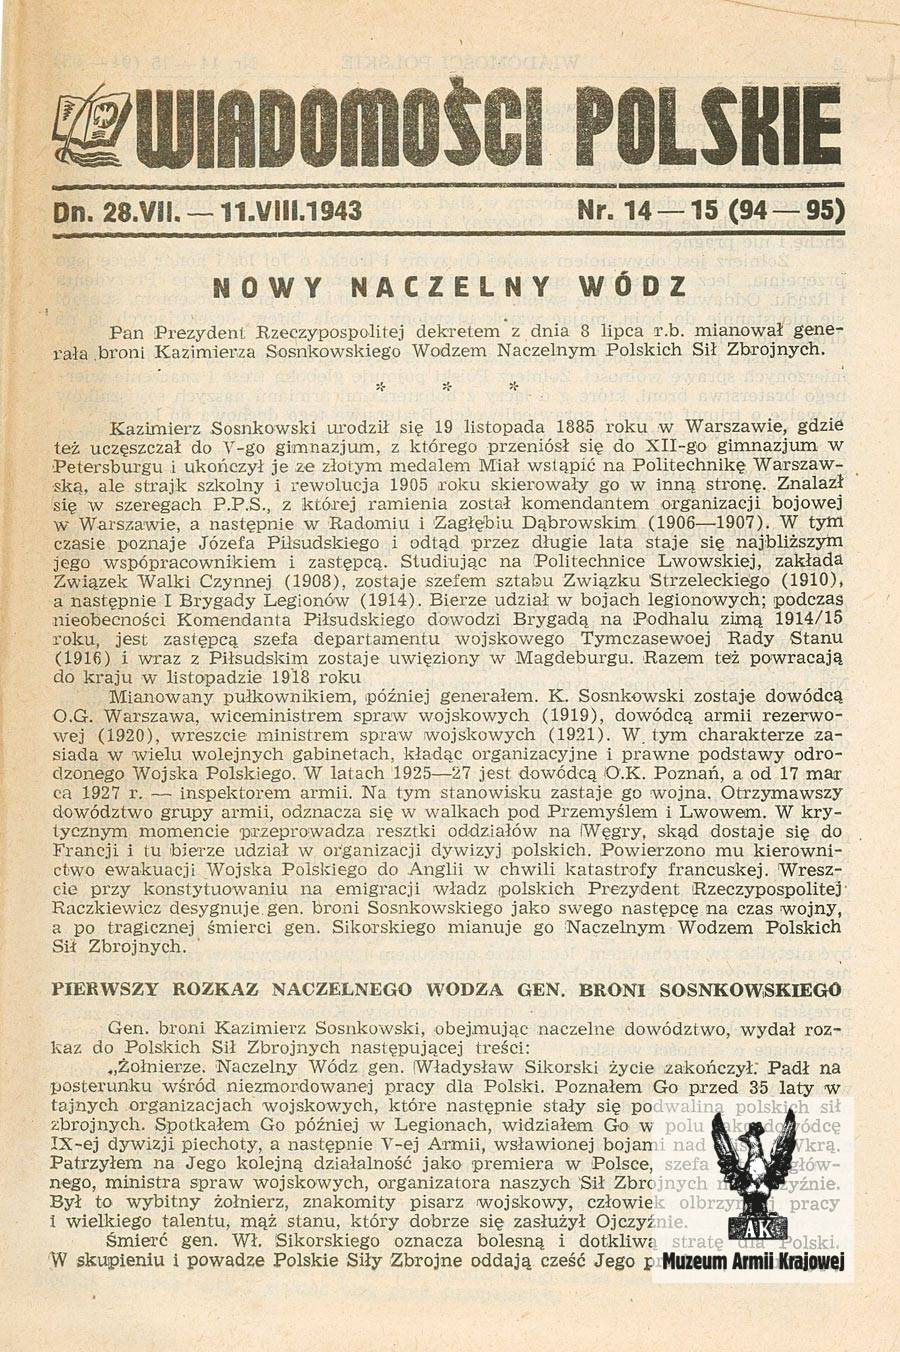 WIADOMOŚCI POLSKIE
Dn. 28.VII. — 11.VIII.1943 Nr. 14 — 15 (94 — 95)
NOWY NACZELNY WÓDZ
Pan Prezydent Rzeczypospolitej dekretem z dnia 8 lipca r.b. mianował gene-
rała broni Kazimierza Sosnkowskiego Wodzem Naczelnym Polskich Sił Zbrojnych.
* * *
Kazimierz Sosnkowski urodził się 19 listopada 1885 roku w Warszawie, gdzie
też uczęszczał do V-go gimnazjum, z którego przeniósł się do XII-go gimnazjum w
Petersburgu i ukończył je ze złotym medalem Miał wstąpić na Politechnikę Warszaw-
ską, ale strajk szkolny i rewolucja 1905 roku skierowały go w inną stronę. Znalazł
się w szeregach P.P.S., z której ramienia został komendantem organizacji bojowej
w Warszawie, a następnie w Radomiu i Zagłębiu Dąbrowskim (1906—1907). W tym
czasie poznaje Józefa Piłsudskiego i odtąd przez długie lata staje się najbliższym
jego wspópracownikiem i zastępcą. Studiując na Politechnice Lwowskiej, zakłada
Związek Walki Czynnej (1908), zostaje szefem sztabu Związku Strzeleckiego (1910),
a następnie I Brygady Legionów (1914). Bierze udział w bojach legionowych; podczas
nieobecności Komendanta Piłsudskiego dowodzi Brygadą na Podhalu zimą 1914/15
roku, jest zastępcą szefa departamentu wojskowego Tymczasewoej Rady Stanu
(1916) i wraz z Piłsudskim zostaje uwięziony w Magdeburgu. Razem też powracają
do kraju w listopadzie 1918 roku
Mianowany pułkownikiem, później generałem. K. Sosnkowski zostaje dowódcą
O.G. Warszawa, wiceministrem spraw wojskowych (1919), dowódcą armii rezerwo-
wej (1920), wreszcie ministrem spraw wojskowych (1921). W tym charakterze za-
siada w wielu wolejnych gabinetach, kładąc organizacyjne i prawne podstawy odro-
dzonego Wojska Polskiego. W latach 1925—27 jest dowódcą O.K. Poznań, a od 17 mar
ca 1927 r. — inspektorem armii. Na tym stanowisku zastaje go wojna. Otrzymawszy
dowództwo grupy armii, odznacza się w walkach pod Przemyślem i Lwowem. W kry-
tycznym momencie przeprowadza resztki oddziałów na Węgry, skąd dostaje się do
Francji i tu bierze udział w organizacji dywizyj polskich. Powierzono mu kierowni-
ctwo ewakuacji Wojska Polskiego do Anglii w chwili katastrofy francuskej. Wresz-
cie przy konstytuowaniu na emigracji władz polskich Prezydent Rzeczypospolitej
Raczkiewicz desygnuje gen. broni Sosnkowskiego jako swego następcę na czas wojny,
a po tragicznej śmierci gen. Sikorskiego mianuje go Naczelnym Wodzem Polskich
Sił Zbrojnych.
PIERWSZY ROZKAZ NACZELNEGO WODZA GEN. BRONI SOSNKOWSKIEGO
Gen. broni Kazimierz Sosnkowski, obejmując naczelne dowództwo, wydał roz-
kaz do Polskich Sił Zbrojnych następującej treści:
„Żołnierze. Naczelny Wódz gen. Władysław Sikorski życie zakończył. Padł na
posterunku wśród niezmordowanej pracy dla Polski. Poznałem Go przed 35 laty w
tajnych organizacjach wojskowych, które następnie stały się podwaliną polskich sił
zbrojnych. Spotkałem Go później w Legionach, widziałem Go w polu jako dowódcę
IX-ej dywizji piechoty, a następnie V-ej Armii, wsławionej bojami nad Wkrą.
Patrzyłem na Jego kolejną działalność jako premiera w Polsce, szefa głów-
nego, ministra spraw wojskowych, organizatora naszych Sił Zbrojnych
Był to wybitny żołnierz, znakomity pisarz wojskowy, człowiek olbrzymiej pracy
i wielkiego talentu, mąż stanu, który dobrze się zasłużył Ojczyźnie.
Śmierć gen. Wł. Sikorskiego oznacza bolesną i dotkliwą stratę dla Polski.
W skupieniu i powadze Polskie Siły Zbrojne oddają cześć Jego
AK
Muzeum Armii Krajowej